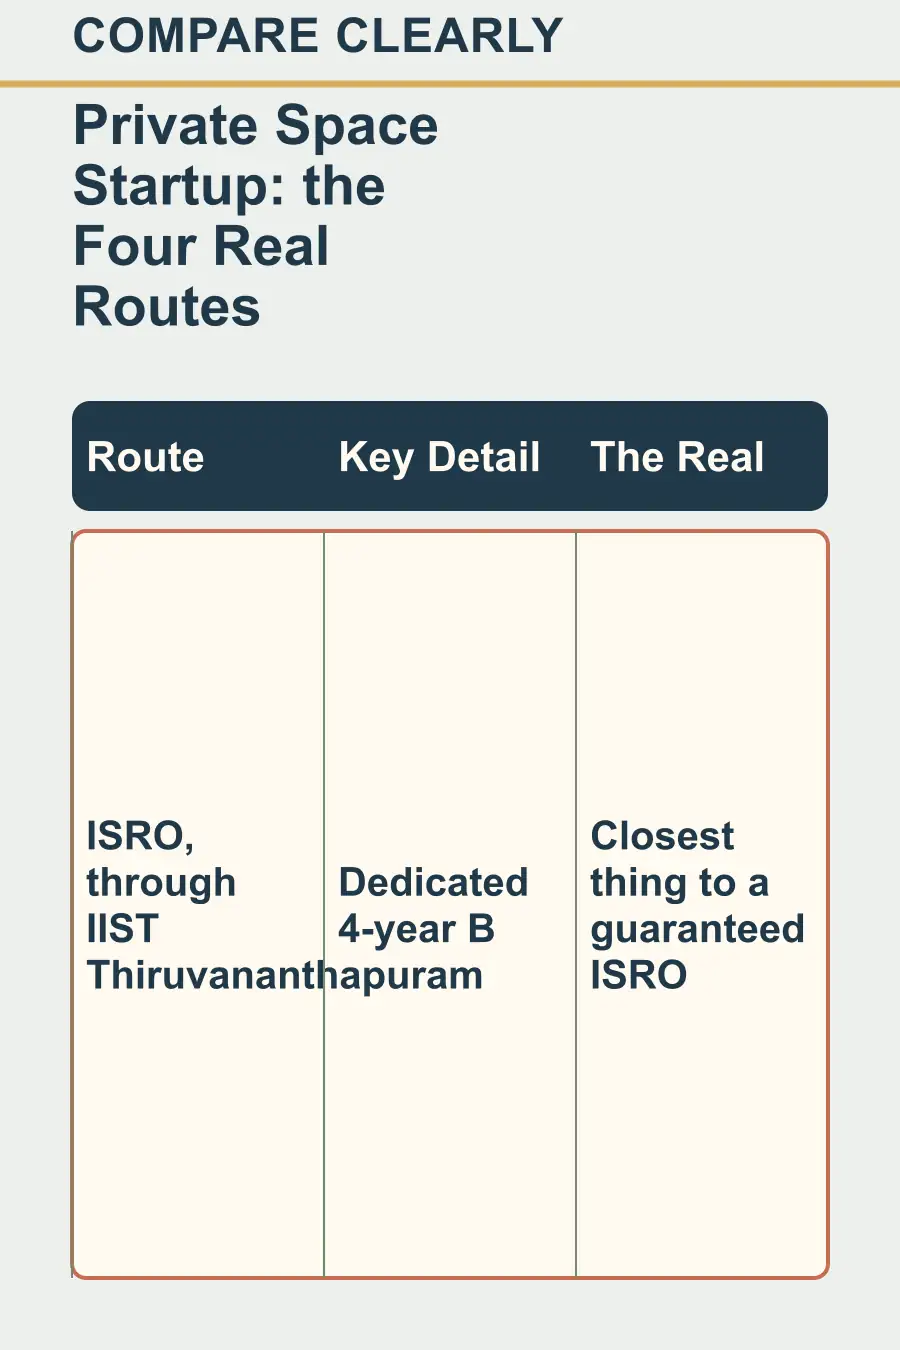 COMPARE CLEARLY
Private Space
Startup: the
Four Real
Routes
Route Key Detail The Real
ISRO,
through
IIST
Thiruvananthapuram
Dedicated
4-year B
Closest
thing to a
guaranteed
ISRO